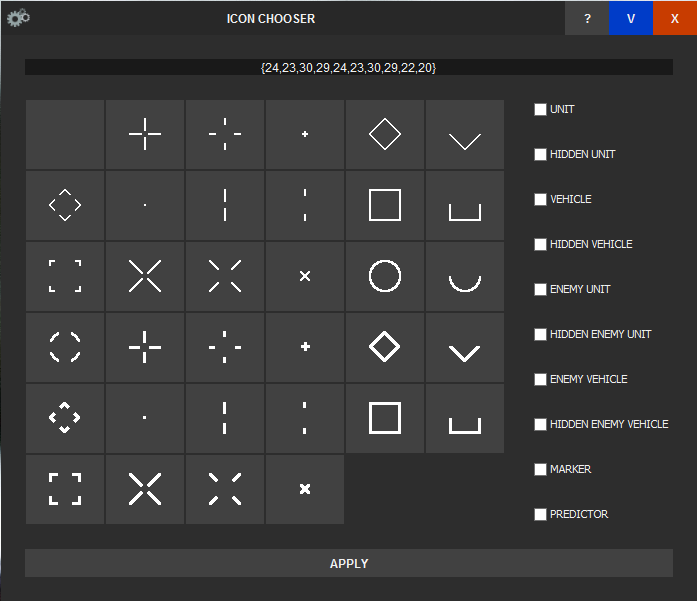 ICON CHOOSER
?
V
X
{24,23,30,29,24,23,30,29,22,20}
UNIT
HIDDEN UNIT
VEHICLE
HIDDEN VEHICLE
ENEMY UNIT
HIDDEN ENEMY UNIT
ENEMY VEHICLE
HIDDEN ENEMY VEHICLE
MARKER
PREDICTOR
APPLY